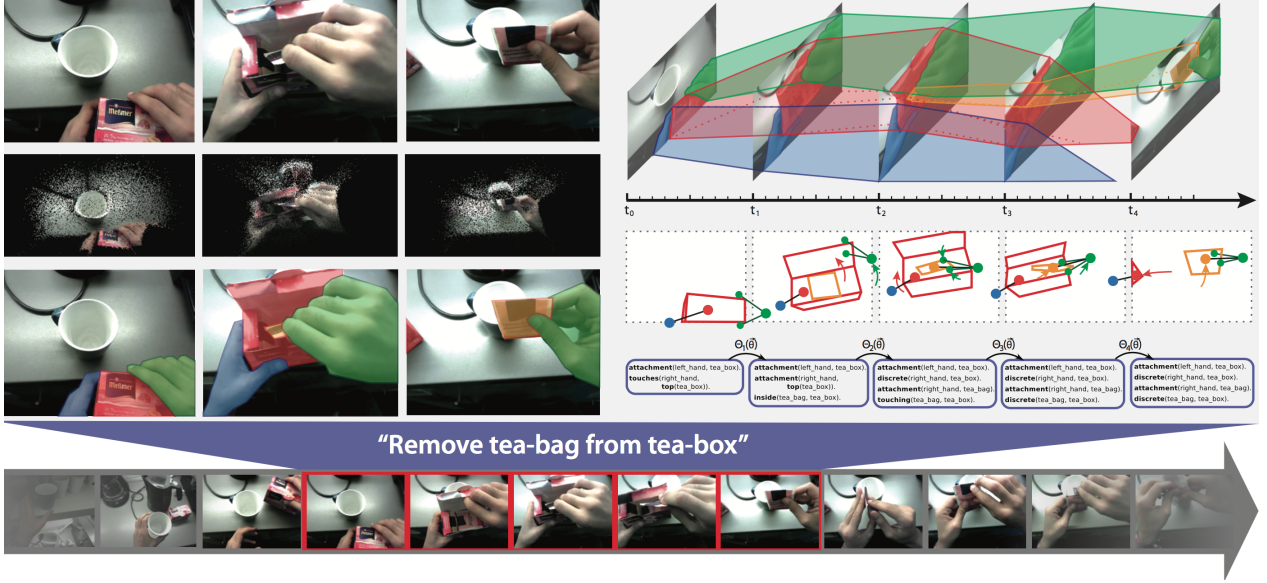 Meßmer
t0
t1
t2
t3
t4
Θ1(θ⃗)
Θ2(θ⃗)
Θ3(θ⃗)
Θ4(θ⃗)
attachment(left_hand, tea_box).
touches(right_hand,
top(tea_box)).
attachment(left_hand, tea_box).
attachment(right_hand,
top(tea_box)).
inside(tea_bag, tea_box).
attachment(left_hand, tea_box).
discrete(right_hand, tea_box).
attachment(right_hand, tea_bag).
touching(tea_bag, tea_box).
attachment(left_hand, tea_box).
discrete(right_hand, tea_box).
attachment(right_hand, tea_bag).
discrete(tea_bag, tea_box).
attachment(left_hand, tea_box).
discrete(right_hand, tea_box).
attachment(right_hand, tea_bag).
discrete(tea_bag, tea_box).
Meßmer
“Remove tea-bag from tea-box”